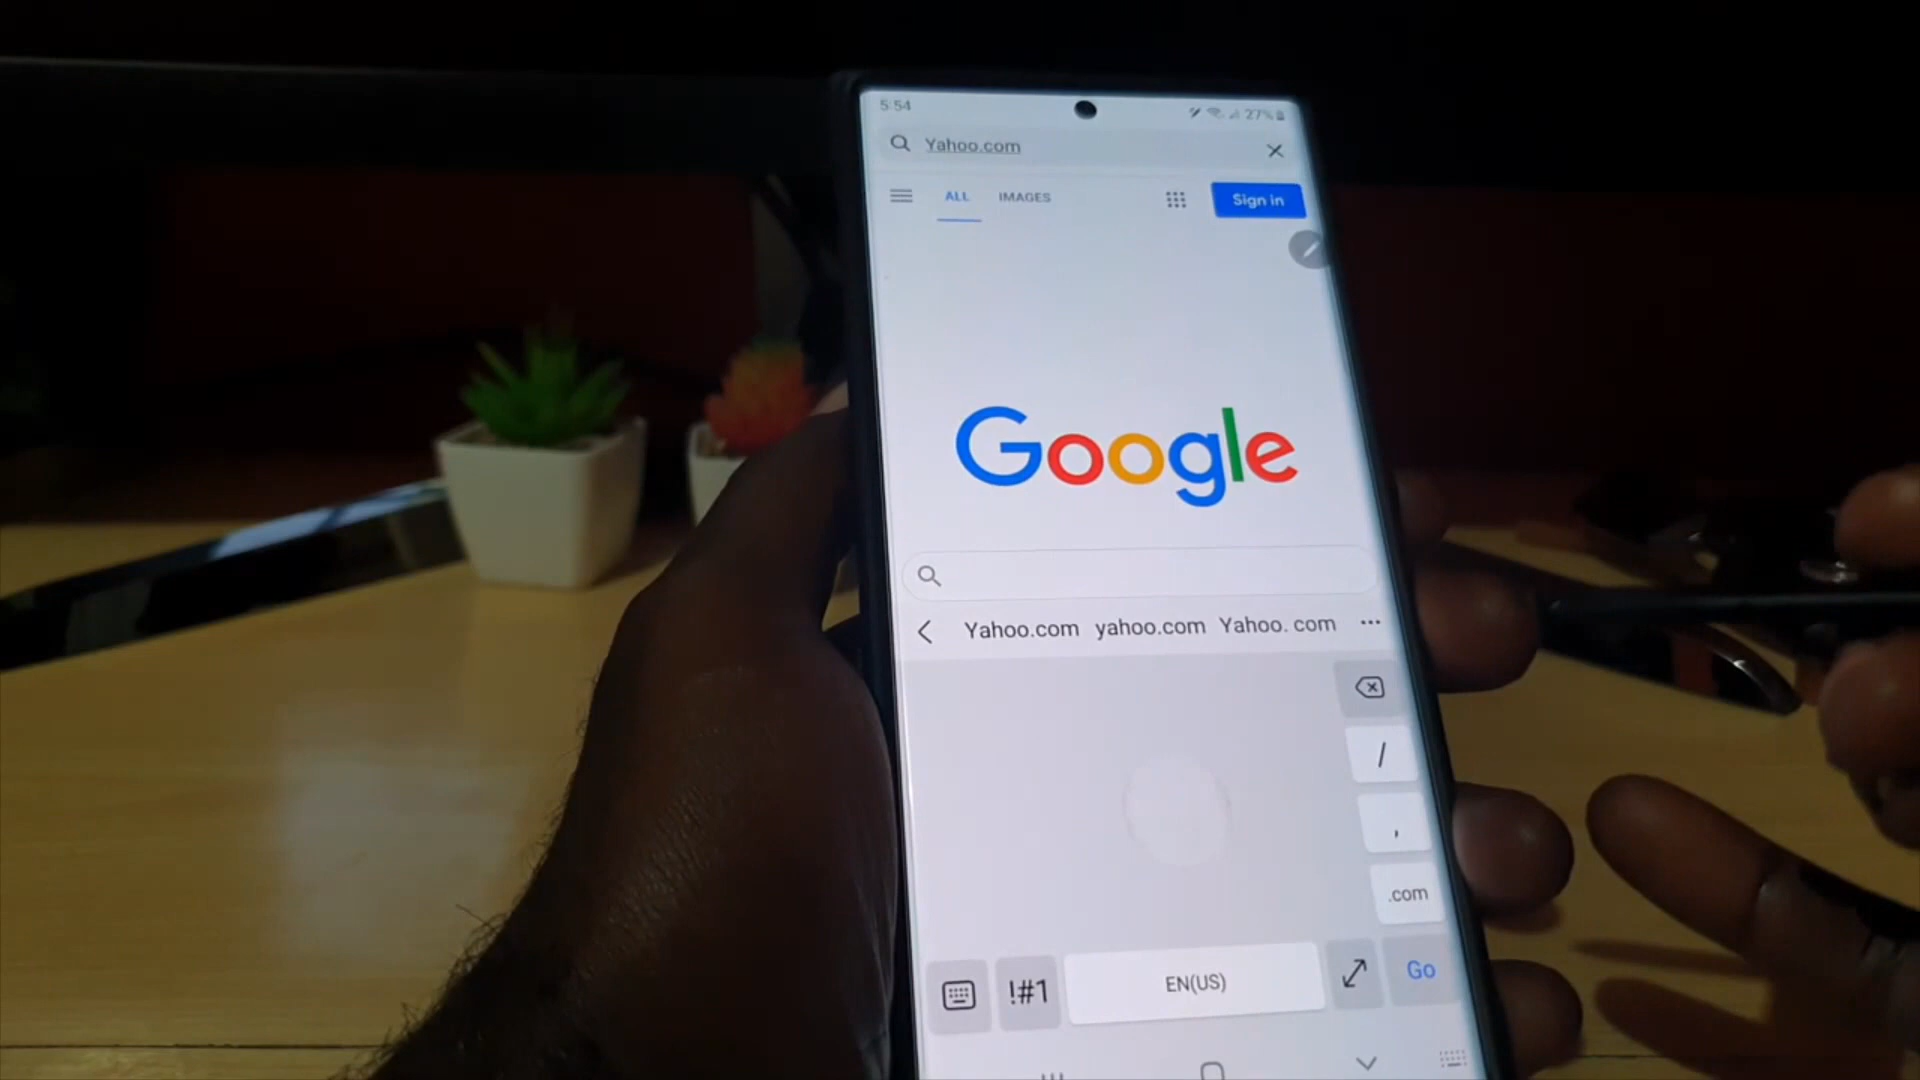 5:54 27%
Yahoo.com
ALL IMAGES Sign in
Google
Yahoo.com yahoo.com Yahoo. com ...
/
,
.com
!#1 EN(US) Go